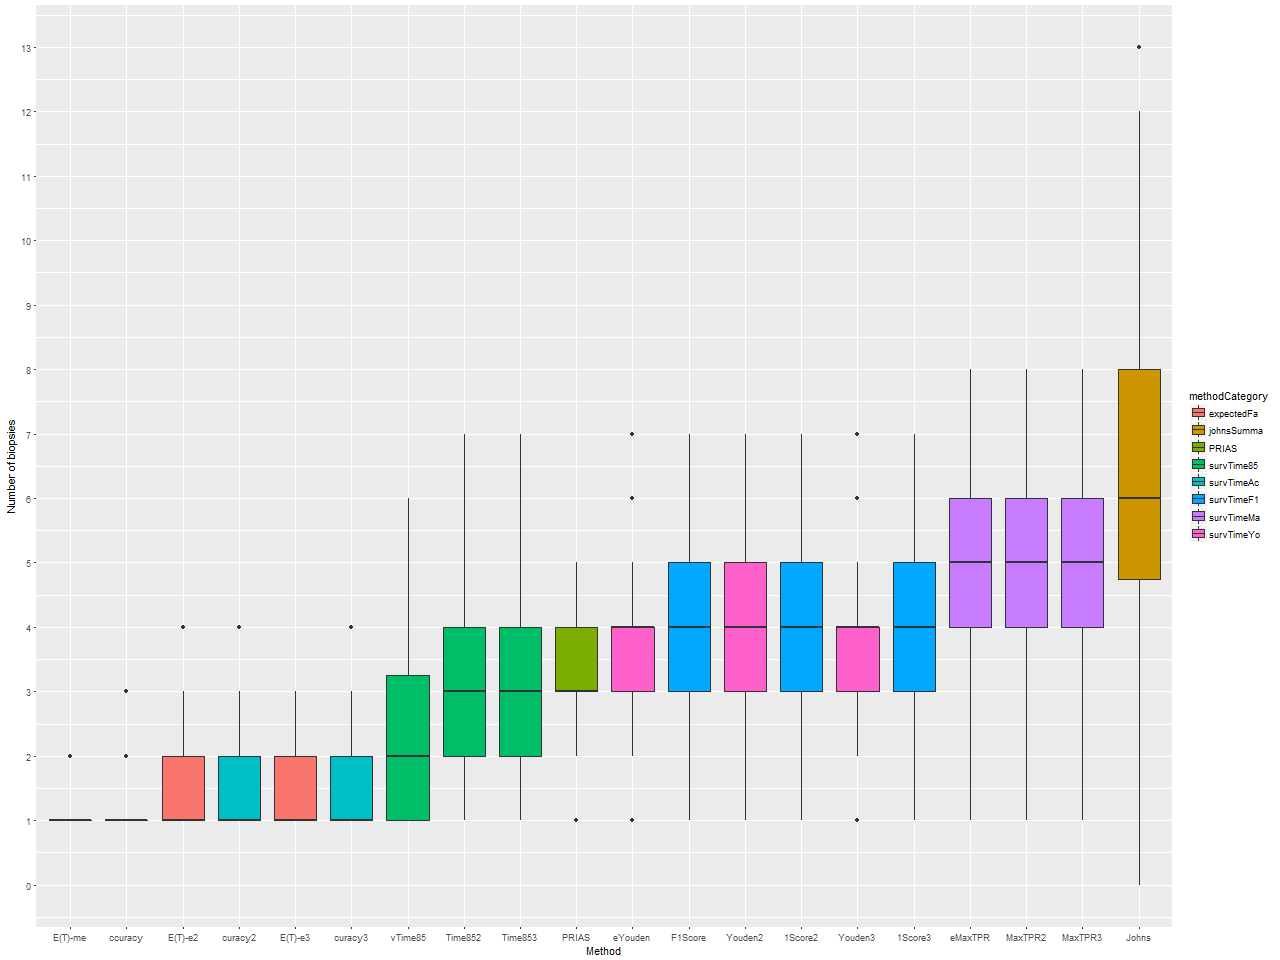 13
12
11
10
9
8
7
6
5
4
3
2
1
0
Number of biopsies
E(T)-me ccuracy E(T)-e2 curacy2 E(T)-e3 curacy3 vTime85 Time852 Time853 PRIAS eYouden F1Score Youden2 1Score2 Youden3 1Score3 eMaxTPR MaxTPR2 MaxTPR3 Johns
Method
methodCategory
expectedFa
johnsSumma
PRIAS
survTime85
survTimeAc
survTimeF1
survTimeMa
survTimeYo